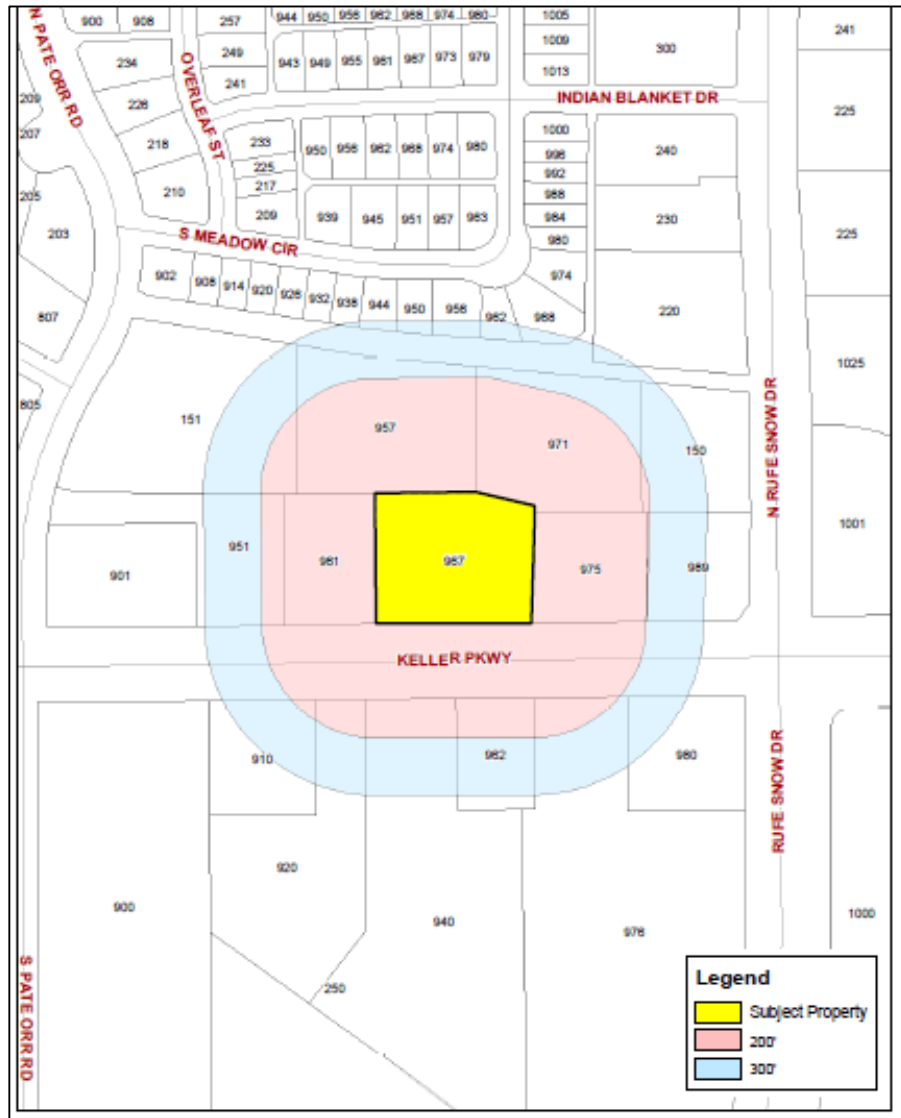 900 908 257 944 950 956 962 968 974 980 1005 241
N PATE ORR RD
OVERLEAF ST
234 249 943 949 955 961 967 973 979 1009 300
241 1013
209 226 INDIAN BLANKET DR 225
207 218 233 950 956 962 968 974 980 1000 240
225 996
992
205 210 217 988
203 209 939 945 951 957 963 984 230 225
S MEADOW CIR 980
902 908 914 920 926 932 938 944 950 956 962 968 974
807 220
1025
805 151 957 971 150
N RUFE SNOW DR
901 951 961 967 975 989 1001
KELLER PKWY
910 962 980
RUFE SNOW DR
920
900 940 976 1000
250
S PATE ORR RD
Legend
Subject Property
200'
300'